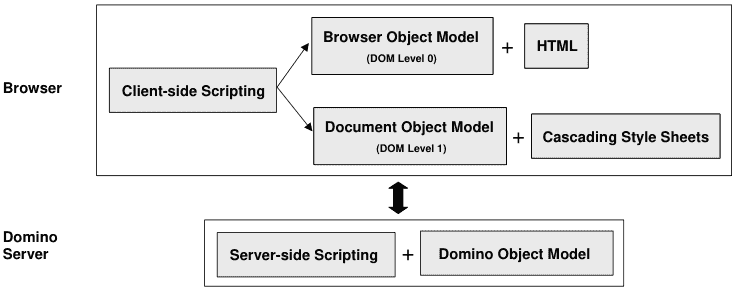 Browser Object Model
(DOM Level 0)
+
HTML
Browser
Client-side Scripting
Document Object Model
(DOM Level 1)
+
Cascading Style Sheets
Domino
Server
Server-side Scripting
+
Domino Object Model